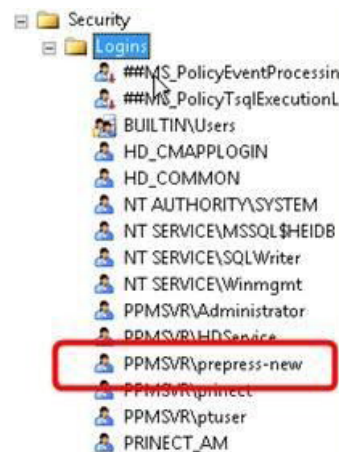 Security
Logins
##MS_PolicyEventProcessin
##MS_PolicyTsqlExecutionL
BUILTIN\Users
HD_CMAPPLOGIN
HD_COMMON
NT AUTHORITY\SYSTEM
NT SERVICE\MSSQL$HEIDB
NT SERVICE\SQLWriter
NT SERVICE\Winmgmt
PPMSVR\Administrator
PPMSVR\HDService
PPMSVR\prepress-new
PPMSVR\prinect
PPMSVR\ptuser
PRINECT_AM